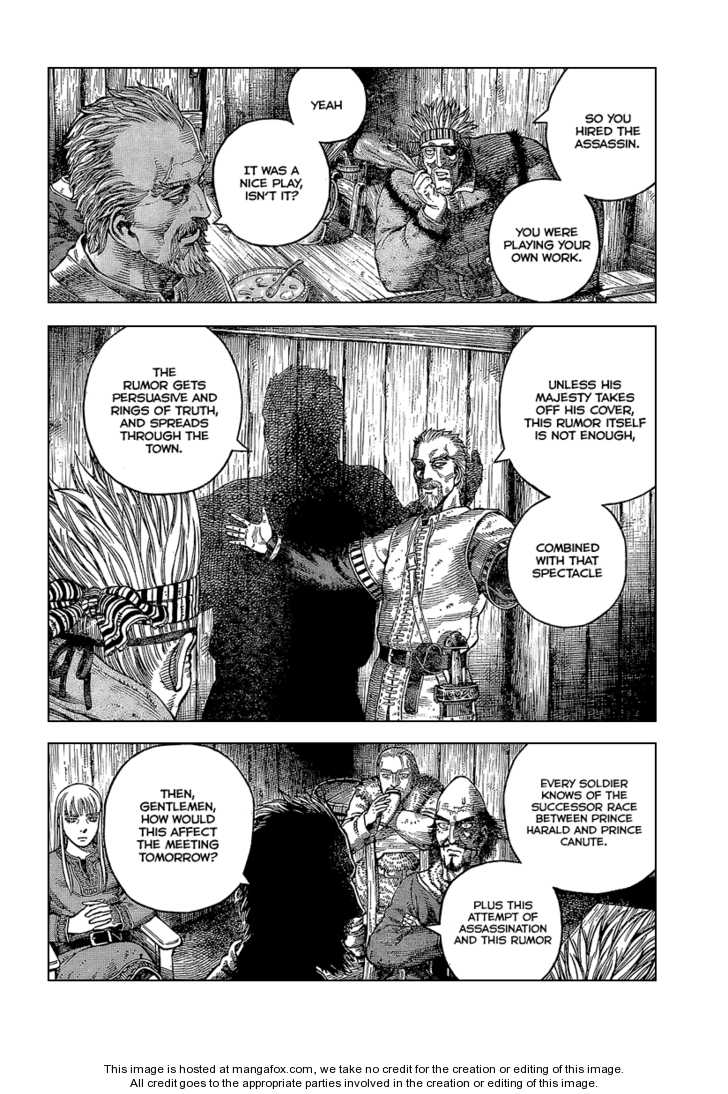 SO YOU
HIRED THE
ASSASSIN.
YOU WERE
PLAYING YOUR
OWN WORK.
YEAH
IT WAS A
NICE PLAY,
ISN'T IT?
UNLESS HIS
MAJESTY TAKES
OFF HIS COVER,
THIS RUMOR ITSELF
IS NOT ENOUGH,
COMBINED
WITH THAT
SPECTACLE
THE
RUMOR GETS
PERSUASIVE AND
RINGS OF TRUTH,
AND SPREADS
THROUGH THE
TOWN.
EVERY SOLDIER
KNOWS OF THE
SUCCESSOR RACE
BETWEEN PRINCE
HARALD AND PRINCE
CANUTE.
PLUS THIS
ATTEMPT OF
ASSASSINATION
AND THIS RUMOR
THEN,
GENTLEMEN,
HOW WOULD
THIS AFFECT
THE MEETING
TOMORROW?
This image is hosted at mangafox.com, we take no credit for the creation or editing of this image.
All credit goes to the appropriate parties involved in the creation or editing of this image.